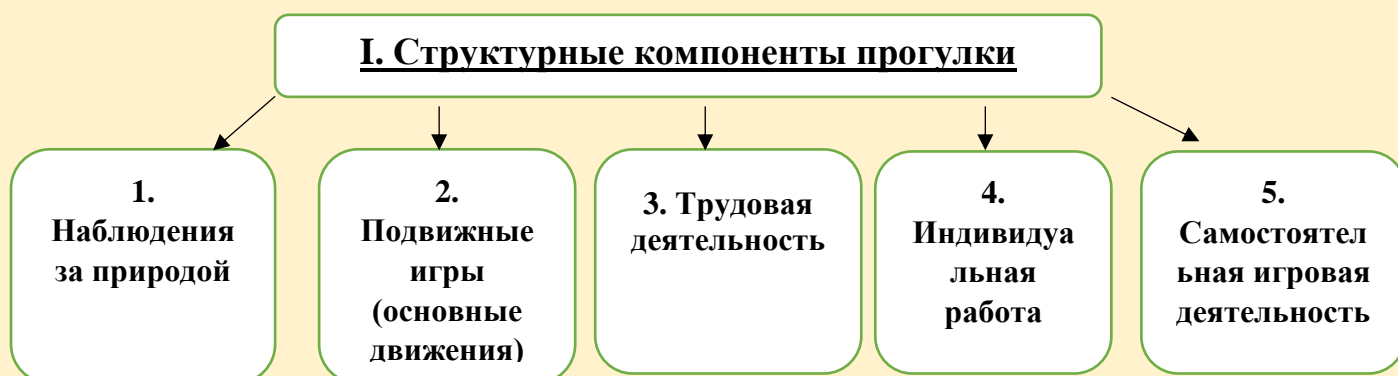 I. Структурные компоненты прогулки
1.
Наблюдения
за природой
2.
Подвижные
игры
(основные
движения)
3. Трудовая
деятельность
4.
Индивидуа
льная
работа
5.
Самостоятел
ьная игровая
деятельность